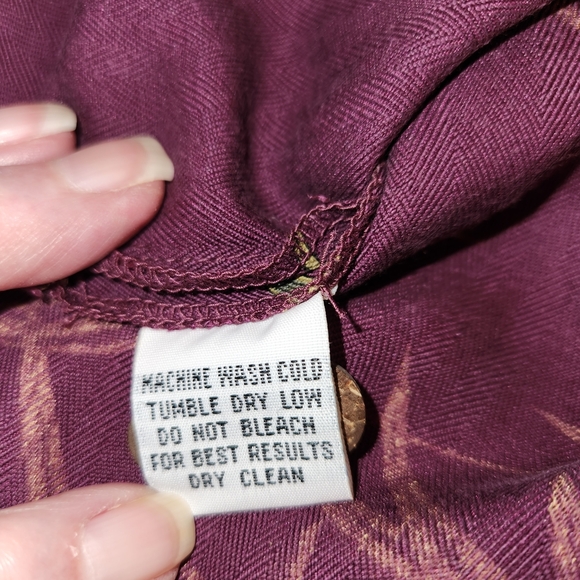 MACHINE WASH COLD
TUMBLE DRY LOW
DO NOT BLEACH
FOR BEST RESULTS
DRY CLEAN